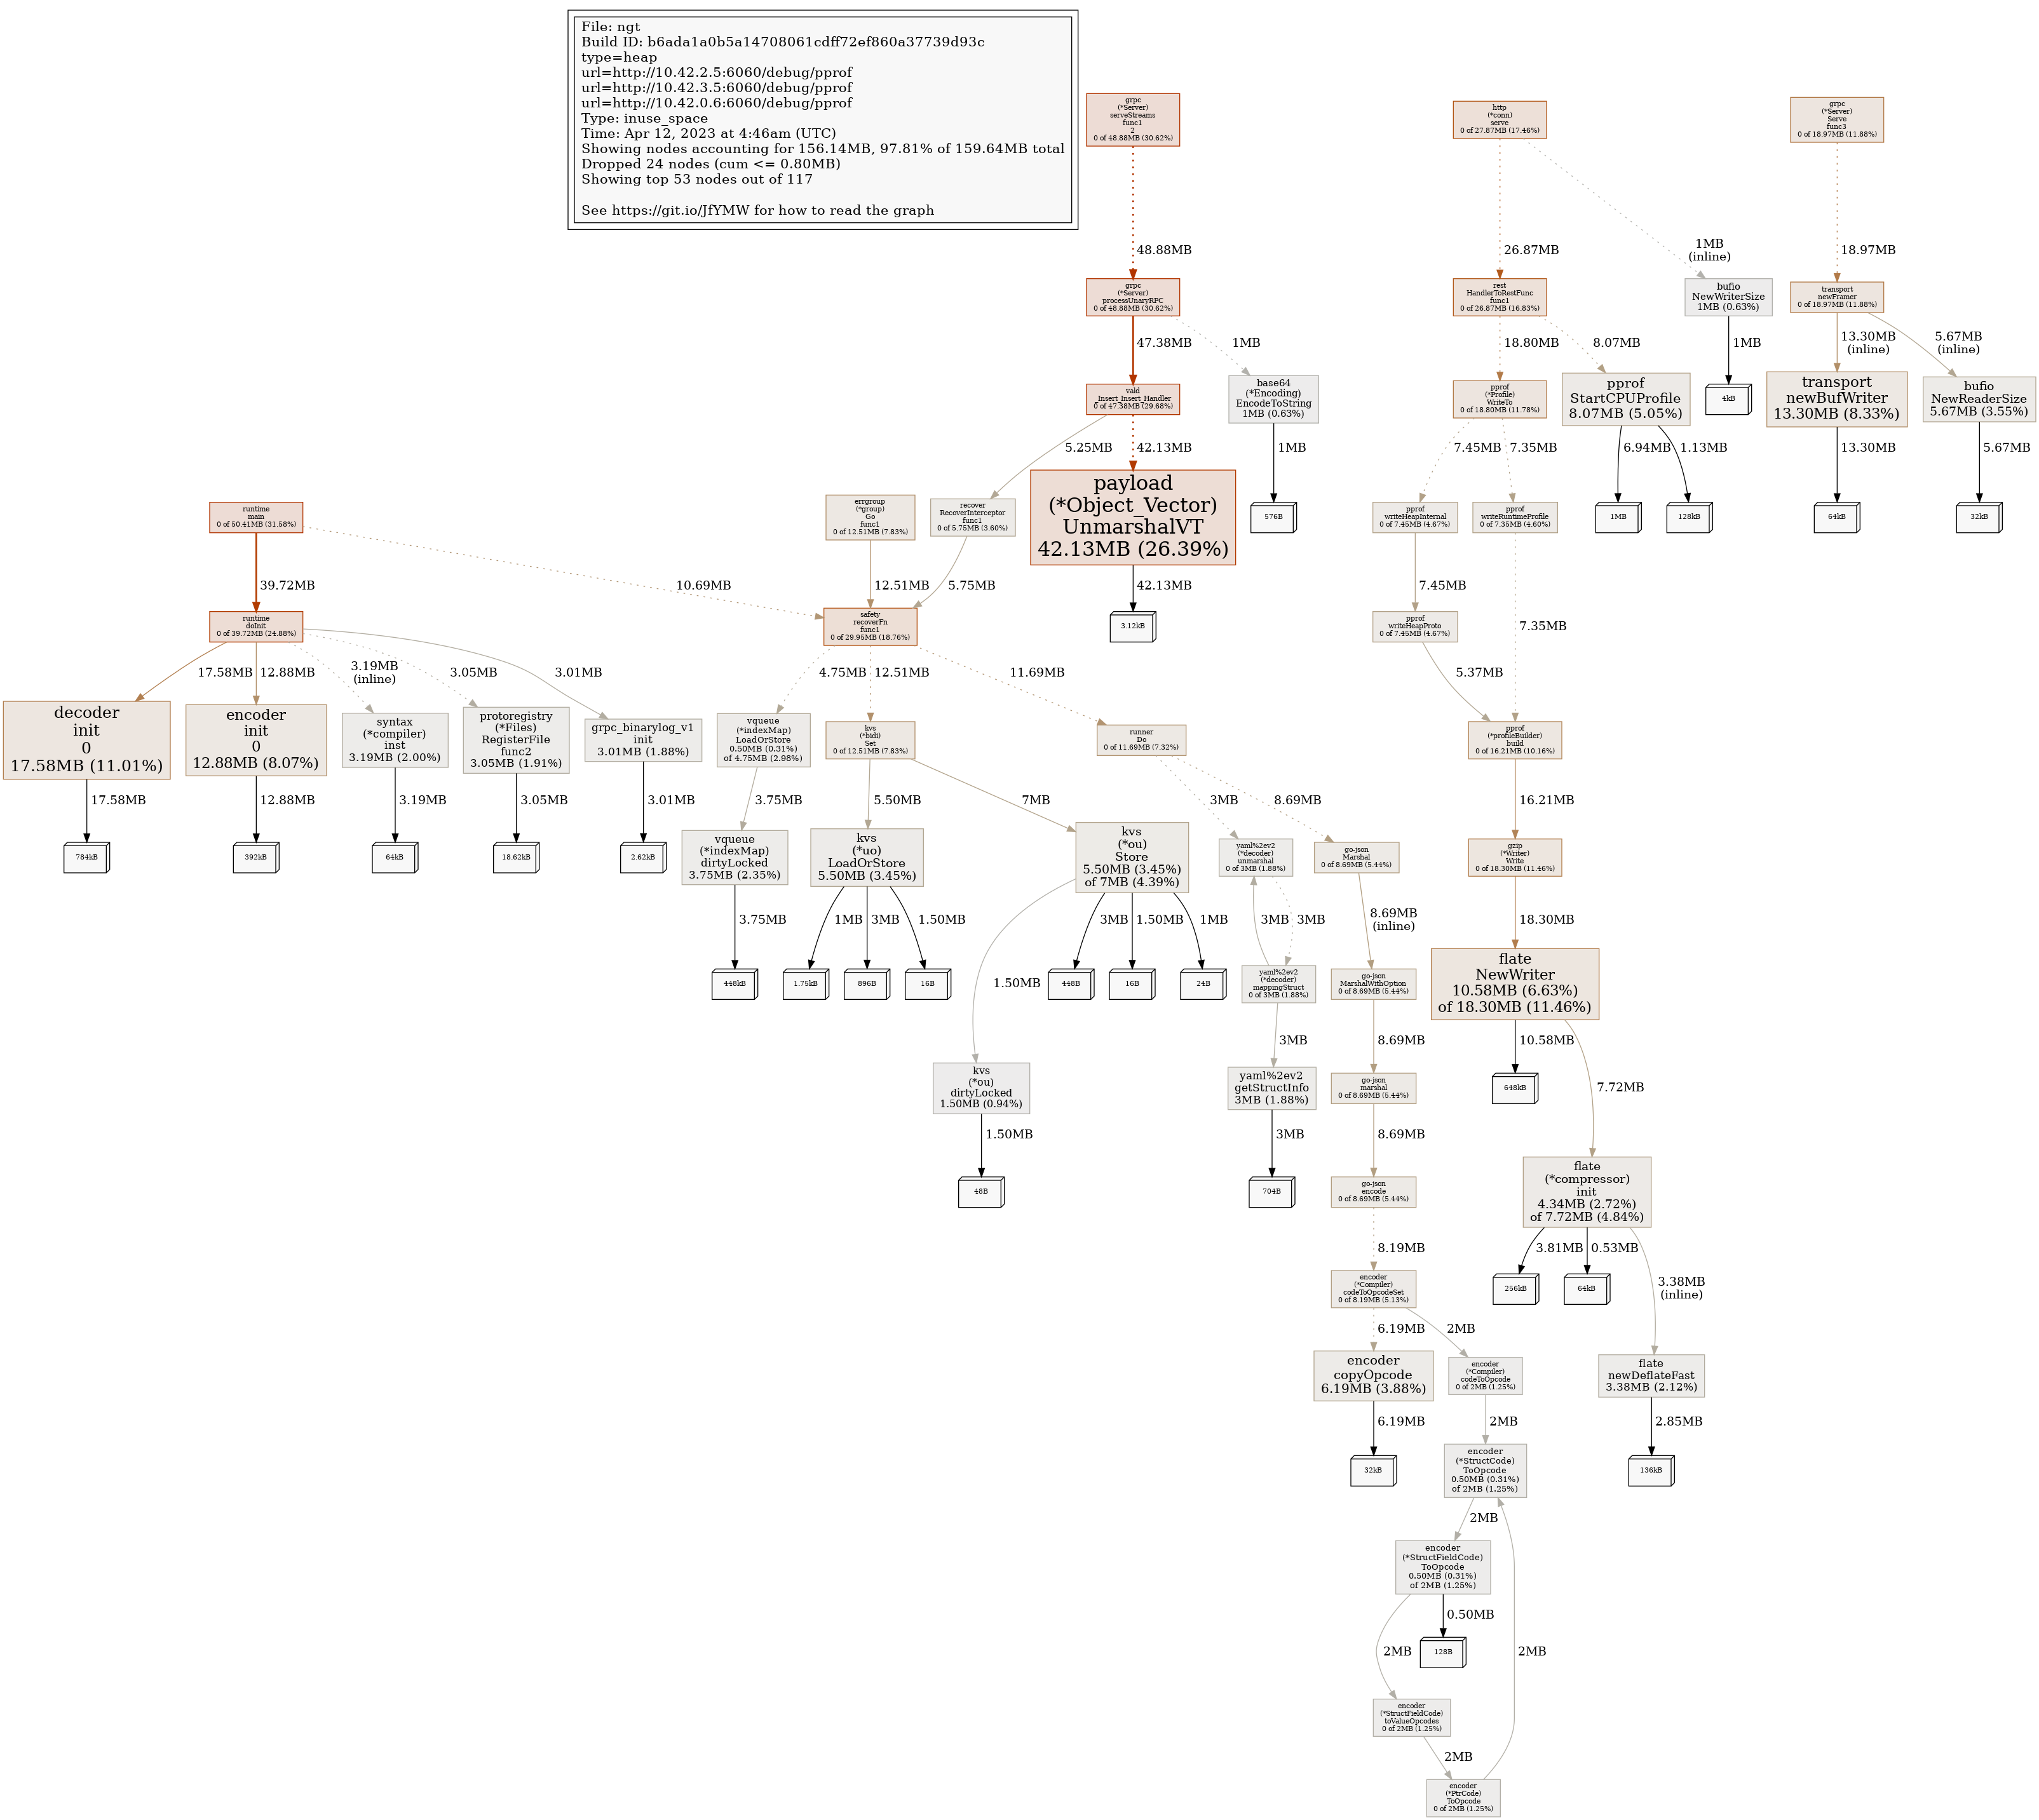 File: ngt
Build ID: b6ada1a0b5a14708061cdff72ef860a37739d93c
type=heap
url=http://10.42.2.5:6060/debug/pprof
url=http://10.42.3.5:6060/debug/pprof
url=http://10.42.0.6:6060/debug/pprof
Type: inuse_space
Time: Apr 12, 2023 at 4:46am (UTC)
Showing nodes accounting for 156.14MB, 97.81% of 159.64MB total
Dropped 24 nodes (cum <= 0.80MB)
Showing top 53 nodes out of 117
See https://git.io/JfYMW for how to read the graph
grpc
(*Server)
serveStreams
func1
2
0 of 48.88MB (30.62%)
http
(*conn)
serve
0 of 27.87MB (17.46%)
grpc
(*Server)
Serve
func3
0 of 18.97MB (11.88%)
48.88MB
26.87MB
1MB
(inline)
18.97MB
grpc
(*Server)
processUnaryRPC
0 of 48.88MB (30.62%)
rest
HandlerToRestFunc
func1
0 of 26.87MB (16.83%)
bufio
NewWriterSize
1MB (0.63%)
transport
newFramer
0 of 18.97MB (11.88%)
47.38MB
1MB
18.80MB
8.07MB
1MB
13.30MB
(inline)
5.67MB
(inline)
vald
_Insert_Insert_Handler
0 of 47.38MB (29.68%)
base64
(*Encoding)
EncodeToString
1MB (0.63%)
pprof
(*Profile)
WriteTo
0 of 18.80MB (11.78%)
pprof
StartCPUProfile
8.07MB (5.05%)
4kB
transport
newBufWriter
13.30MB (8.33%)
bufio
NewReaderSize
5.67MB (3.55%)
5.25MB
42.13MB
1MB
7.45MB
7.35MB
6.94MB
1.13MB
13.30MB
5.67MB
runtime
main
0 of 50.41MB (31.58%)
errgroup
(*group)
Go
func1
0 of 12.51MB (7.83%)
recover
RecoverInterceptor
func1
0 of 5.75MB (3.60%)
payload
(*Object_Vector)
UnmarshalVT
42.13MB (26.39%)
576B
pprof
writeHeapInternal
0 of 7.45MB (4.67%)
pprof
writeRuntimeProfile
0 of 7.35MB (4.60%)
1MB
128kB
64kB
32kB
39.72MB
10.69MB
12.51MB
5.75MB
42.13MB
7.45MB
7.35MB
runtime
doInit
0 of 39.72MB (24.88%)
safety
recoverFn
func1
0 of 29.95MB (18.76%)
3.12kB
pprof
writeHeapProto
0 of 7.45MB (4.67%)
17.58MB
12.88MB
3.19MB
(inline)
3.05MB
3.01MB
4.75MB
12.51MB
11.69MB
5.37MB
decoder
init
0
17.58MB (11.01%)
encoder
init
0
12.88MB (8.07%)
syntax
(*compiler)
inst
3.19MB (2.00%)
protoregistry
(*Files)
RegisterFile
func2
3.05MB (1.91%)
grpc_binarylog_v1
init
3.01MB (1.88%)
vqueue
(*indexMap)
LoadOrStore
0.50MB (0.31%)
of 4.75MB (2.98%)
kvs
(*bidi)
Set
0 of 12.51MB (7.83%)
runner
Do
0 of 11.69MB (7.32%)
pprof
(*profileBuilder)
build
0 of 16.21MB (10.16%)
17.58MB
12.88MB
3.19MB
3.05MB
3.01MB
3.75MB
5.50MB
7MB
3MB
8.69MB
16.21MB
784kB
392kB
64kB
18.62kB
2.62kB
vqueue
(*indexMap)
dirtyLocked
3.75MB (2.35%)
kvs
(*uo)
LoadOrStore
5.50MB (3.45%)
kvs
(*ou)
Store
5.50MB (3.45%)
of 7MB (4.39%)
yaml%2ev2
(*decoder)
unmarshal
0 of 3MB (1.88%)
go-json
Marshal
0 of 8.69MB (5.44%)
gzip
(*Writer)
Write
0 of 18.30MB (11.46%)
3.75MB
1MB
3MB
1.50MB
1.50MB
3MB
1.50MB
1MB
3MB
3MB
8.69MB
(inline)
18.30MB
448kB
1.75kB
896B
16B
448B
16B
24B
yaml%2ev2
(*decoder)
mappingStruct
0 of 3MB (1.88%)
go-json
MarshalWithOption
0 of 8.69MB (5.44%)
flate
NewWriter
10.58MB (6.63%)
of 18.30MB (11.46%)
3MB
8.69MB
10.58MB
7.72MB
kvs
(*ou)
dirtyLocked
1.50MB (0.94%)
yaml%2ev2
getStructInfo
3MB (1.88%)
go-json
marshal
0 of 8.69MB (5.44%)
648kB
1.50MB
3MB
8.69MB
48B
704B
go-json
encode
0 of 8.69MB (5.44%)
flate
(*compressor)
init
4.34MB (2.72%)
of 7.72MB (4.84%)
8.19MB
3.81MB
0.53MB
3.38MB
(inline)
encoder
(*Compiler)
codeToOpcodeSet
0 of 8.19MB (5.13%)
256kB
64kB
6.19MB
2MB
encoder
copyOpcode
6.19MB (3.88%)
encoder
(*Compiler)
codeToOpcode
0 of 2MB (1.25%)
flate
newDeflateFast
3.38MB (2.12%)
6.19MB
2MB
2.85MB
32kB
encoder
(*StructCode)
ToOpcode
0.50MB (0.31%)
of 2MB (1.25%)
136kB
2MB
encoder
(*StructFieldCode)
ToOpcode
0.50MB (0.31%)
of 2MB (1.25%)
2MB
0.50MB
2MB
128B
encoder
(*StructFieldCode)
toValueOpcodes
0 of 2MB (1.25%)
2MB
encoder
(*PtrCode)
ToOpcode
0 of 2MB (1.25%)